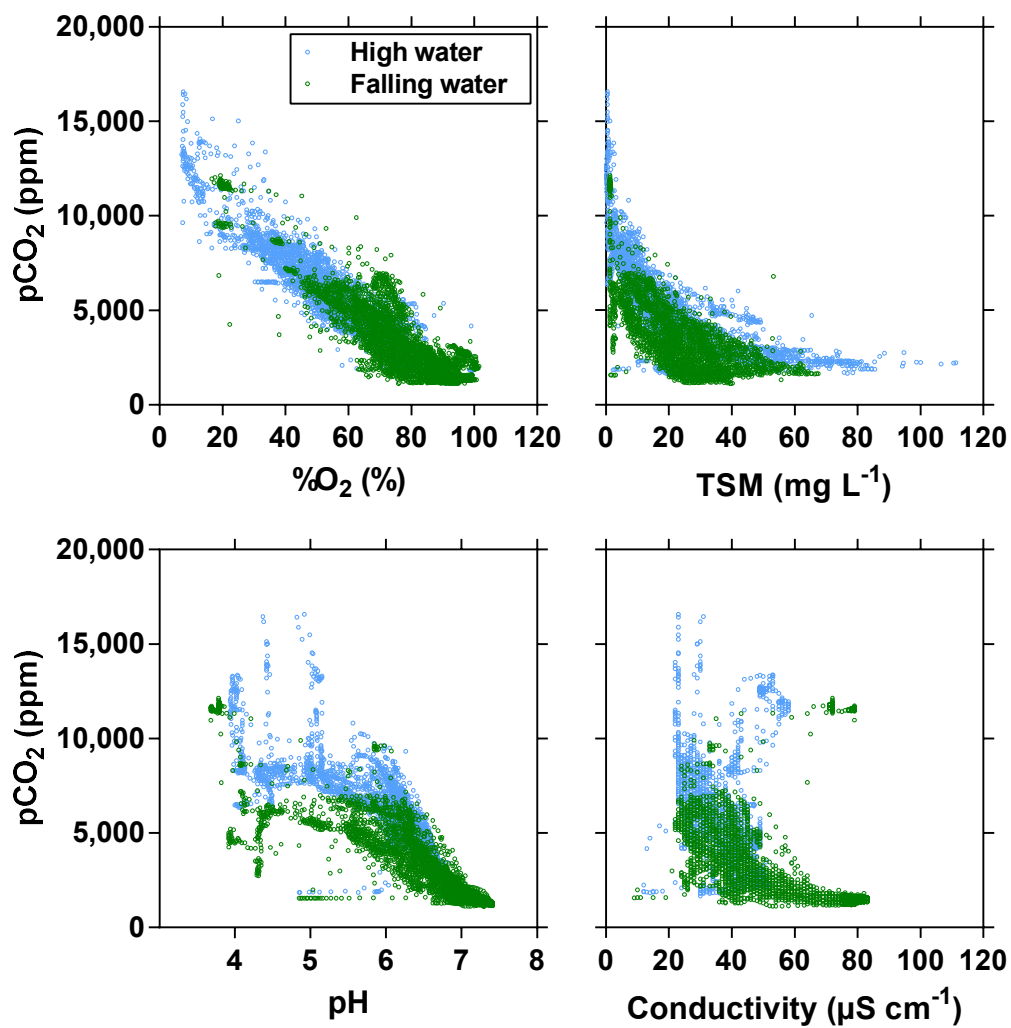 20,000
15,000
10,000
5,000
0
pCO₂ (ppm)
High water
Falling water
0 20 40 60 80 100 120
%O₂ (%)
0 20 40 60 80 100 120
TSM (mg L⁻¹)
20,000
15,000
10,000
5,000
0
pCO₂ (ppm)
4 5 6 7 8
pH
0 20 40 60 80 100 120
Conductivity (µS cm⁻¹)